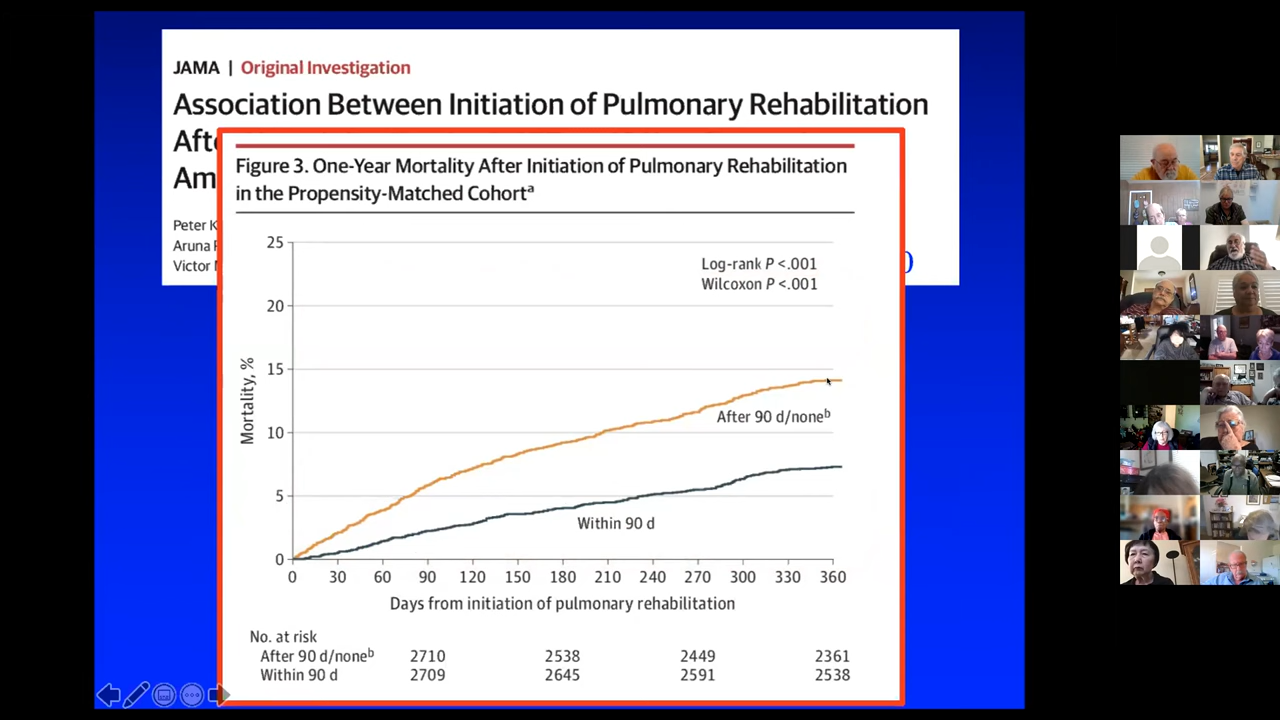 JAMA | Original Investigation
Association Between Initiation of Pulmonary Rehabilitation
Figure 3. One-Year Mortality After Initiation of Pulmonary Rehabilitation
in the Propensity-Matched Cohortᵃ
Peter
Aruna
Victor
25
20
15
10
5
0
Mortality, %
Log-rank P <.001
Wilcoxon P <.001
After 90 d/noneᵇ
Within 90 d
0 30 60 90 120 150 180 210 240 270 300 330 360
Days from initiation of pulmonary rehabilitation
No. at risk
After 90 d/noneᵇ 2710 2538 2449 2361
Within 90 d 2709 2645 2591 2538